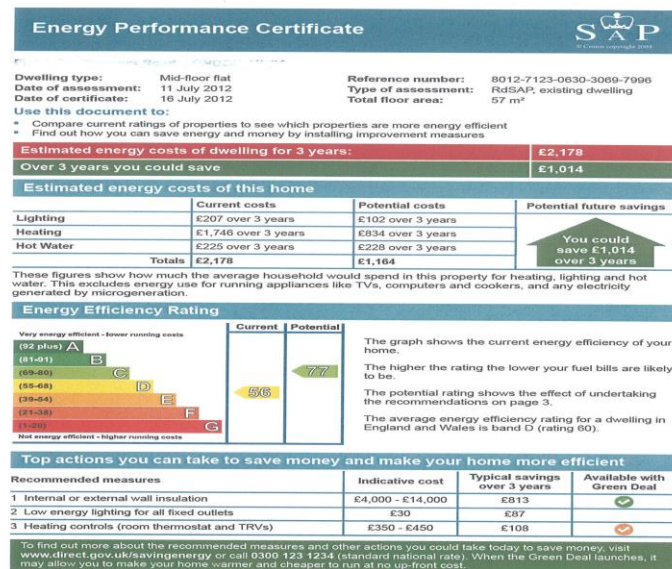 Energy Performance Certificate
SAP
© Crown copyright 2009
Dwelling type: Mid-floor flat
Date of assessment: 11 July 2012
Date of certificate: 16 July 2012
Reference number: 8012-7123-0630-3069-7996
Type of assessment: RdSAP, existing dwelling
Total floor area: 57 m²
Use this document to:
• Compare current ratings of properties to see which properties are more energy efficient
• Find out how you can save energy and money by installing improvement measures
Estimated energy costs of dwelling for 3 years: £2,178
Over 3 years you could save £1,014
Estimated energy costs of this home
Current costs Potential costs Potential future savings
Lighting £207 over 3 years £102 over 3 years
Heating £1,746 over 3 years £834 over 3 years
Hot Water £225 over 3 years £228 over 3 years
Totals £2,178 £1,164
You could
save £1,014
over 3 years
These figures show how much the average household would spend in this property for heating, lighting and hot
water. This excludes energy use for running appliances like TVs, computers and cookers, and any electricity
generated by microgeneration.
Energy Efficiency Rating
Current Potential
Very energy efficient - lower running costs
(92 plus) A
(81-91) B
(69-80) C
(55-68) D
(39-54) E
(21-38) F
(1-20) G
Not energy efficient - higher running costs
56
77
The graph shows the current energy efficiency of your
home.
The higher the rating the lower your fuel bills are likely
to be.
The potential rating shows the effect of undertaking
the recommendations on page 3.
The average energy efficiency rating for a dwelling in
England and Wales is band D (rating 60).
Top actions you can take to save money and make your home more efficient
Recommended measures Indicative cost Typical savings over 3 years Available with Green Deal
1 Internal or external wall insulation £4,000 - £14,000 £813
2 Low energy lighting for all fixed outlets £30 £87
3 Heating controls (room thermostat and TRVs) £350 - £450 £108
To find out more about the recommended measures and other actions you could take today to save money, visit
www.direct.gov.uk/savingenergy or call 0300 123 1234 (standard national rate). When the Green Deal launches, it
may allow you to make your home warmer and cheaper to run at no up-front cost.